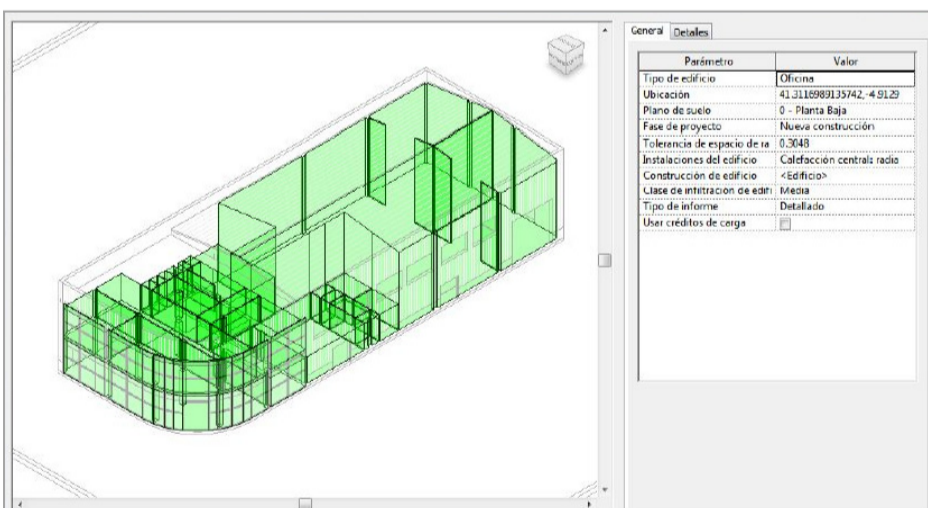 General Detalles
Parámetro Valor
Tipo de edificio Oficina
Ubicación 41.3116989135742,-4.9129
Plano de suelo 0 - Planta Baja
Fase de proyecto Nueva construcción
Tolerancia de espacio de ra 0.3048
Instalaciones del edificio Calefacción central: radia
Construcción de edificio <Edificio>
Clase de infiltración de edifi Media
Tipo de informe Detallado
Usar créditos de carga